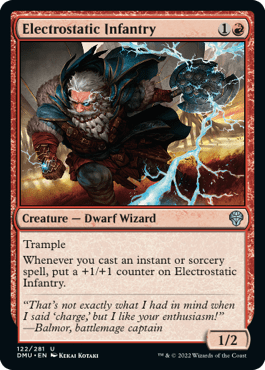 Electrostatic Infantry 1
Creature — Dwarf Wizard
Trample
Whenever you cast an instant or
sorcery spell, put a +1/+1 counter on Electrostatic
Infantry.
“That’s not exactly what I had in mind when
I said ‘charge,’ but I like your enthusiasm!”
—Balmor, battlemage captain
1/2
122/281 U
DMU • EN Kekai Kotaki
™ & © 2022 Wizards of the Coast